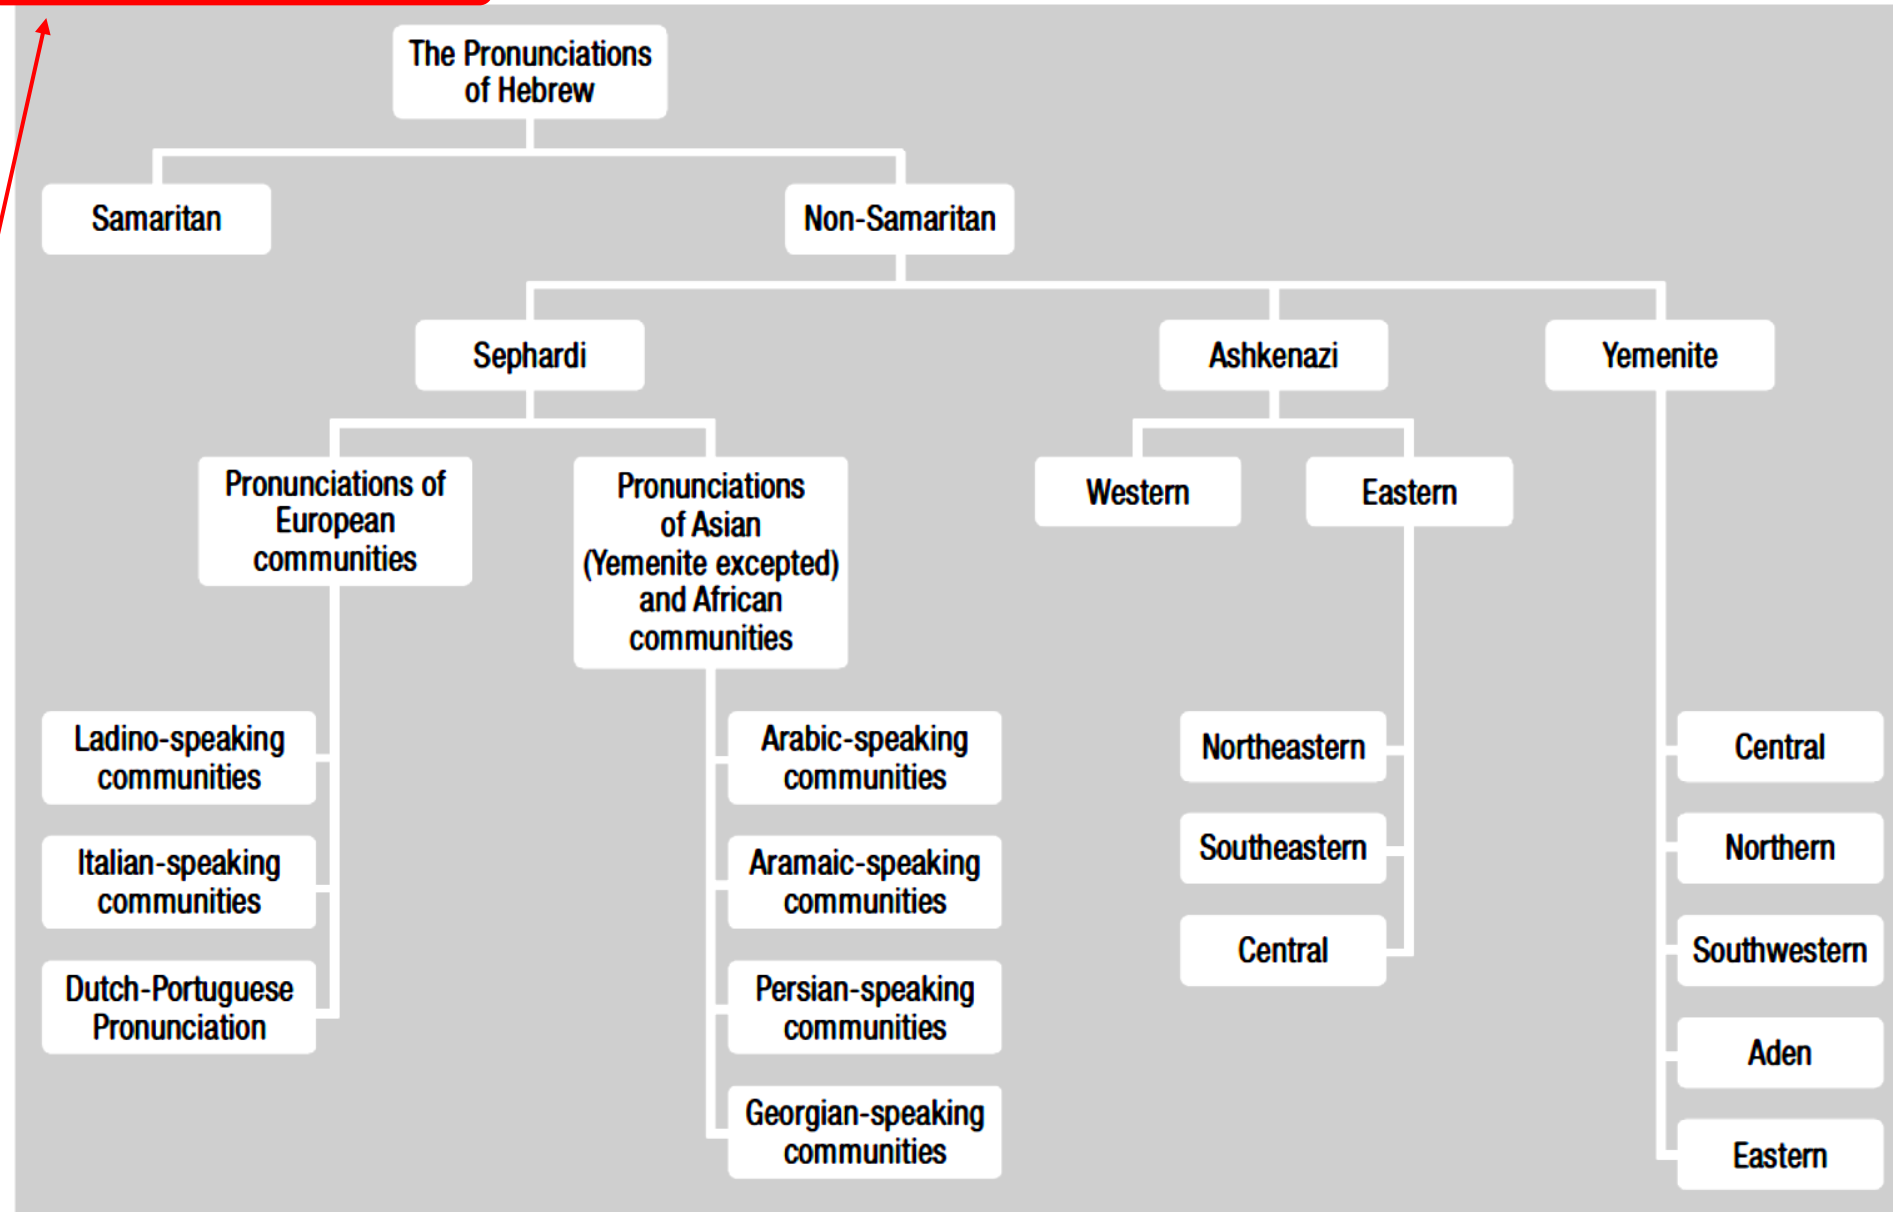 The Pronunciations
of Hebrew
Samaritan
Non-Samaritan
Sephardi
Ashkenazi
Yemenite
Pronunciations of
European
communities
Pronunciations
of Asian
(Yemenite excepted)
and African
communities
Western
Eastern
Ladino-speaking
communities
Italian-speaking
communities
Dutch-Portuguese
Pronunciation
Arabic-speaking
communities
Aramaic-speaking
communities
Persian-speaking
communities
Georgian-speaking
communities
Northeastern
Southeastern
Central
Central
Northern
Southwestern
Aden
Eastern